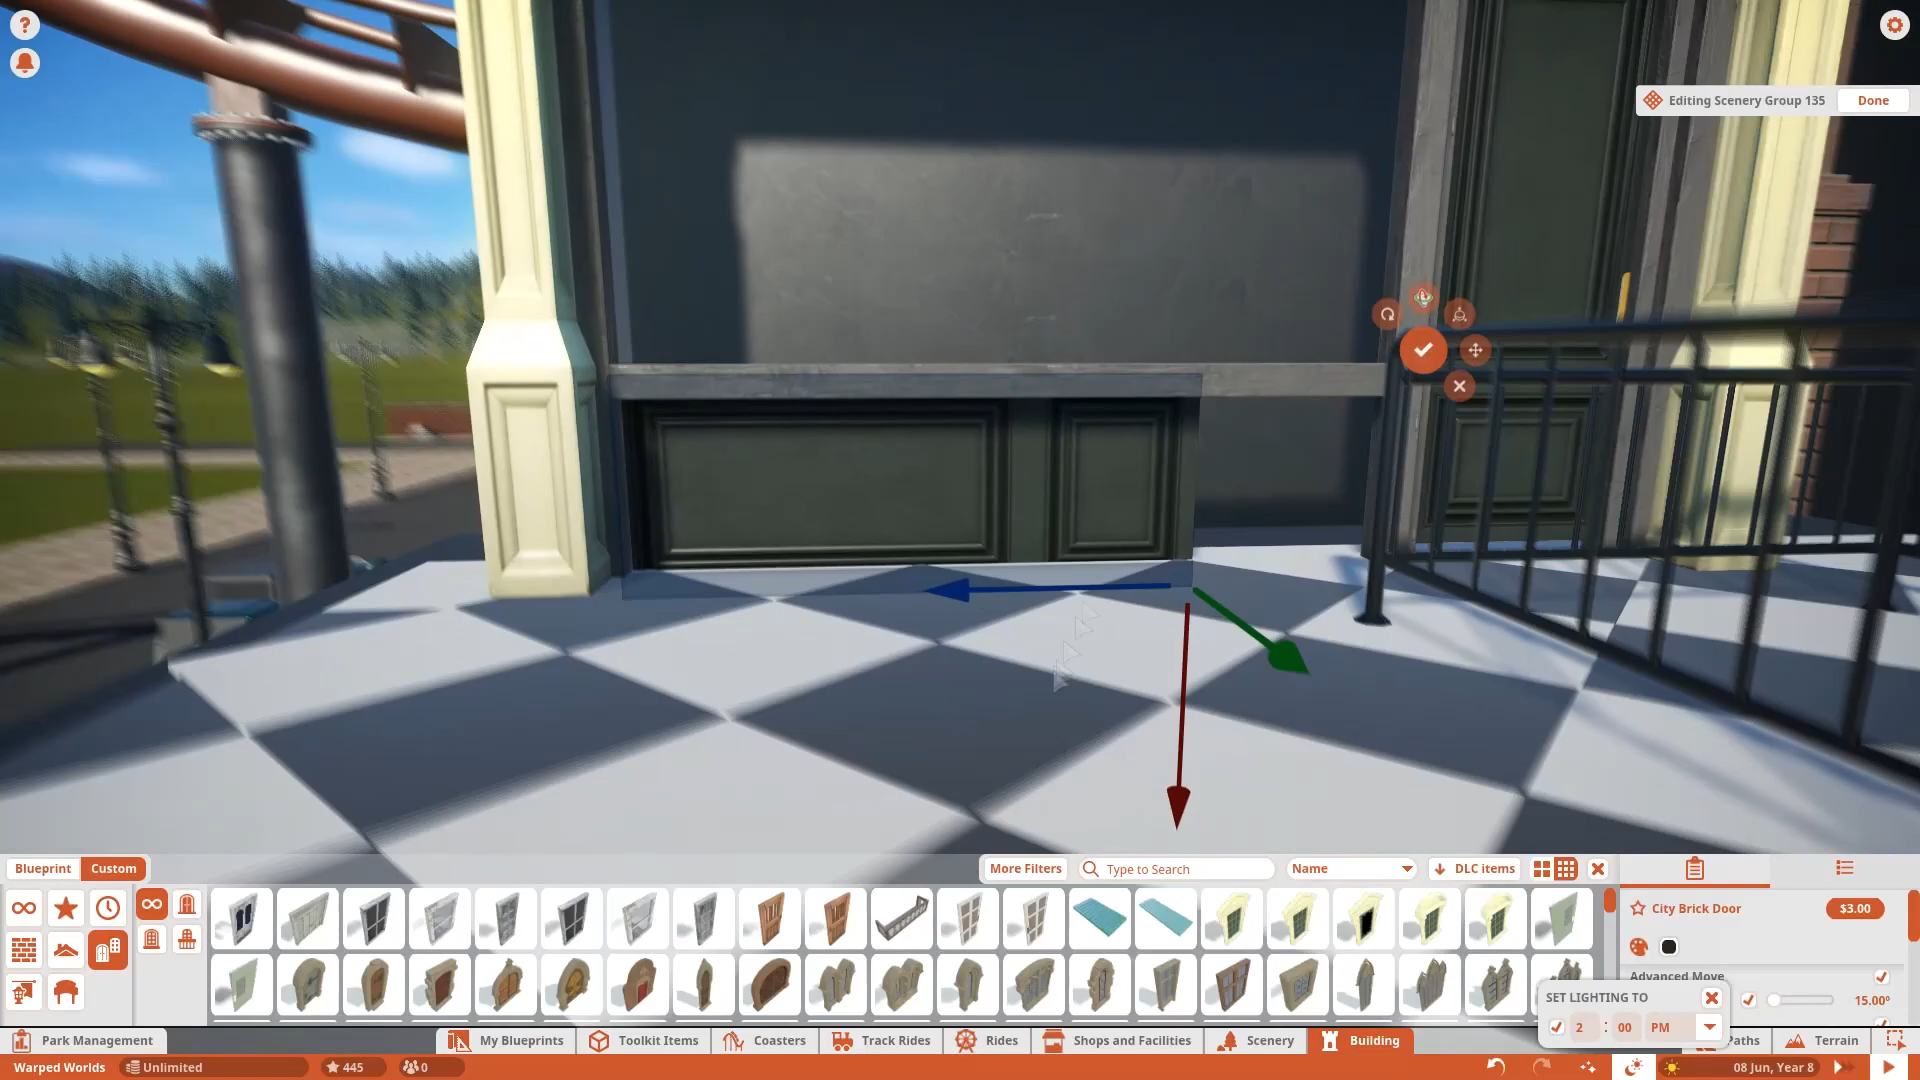 ?
Editing Scenery Group 135
Done
Blueprint
Custom
More Filters
Type to Search
Name
DLC items
City Brick Door
$3.00
Advanced Move
SET LIGHTING TO
15.00°
2 : 00 PM
Park Management
My Blueprints
Toolkit Items
Coasters
Track Rides
Rides
Shops and Facilities
Scenery
Building
Paths
Terrain
Warped Worlds
Unlimited
445
0
08 Jun, Year 8